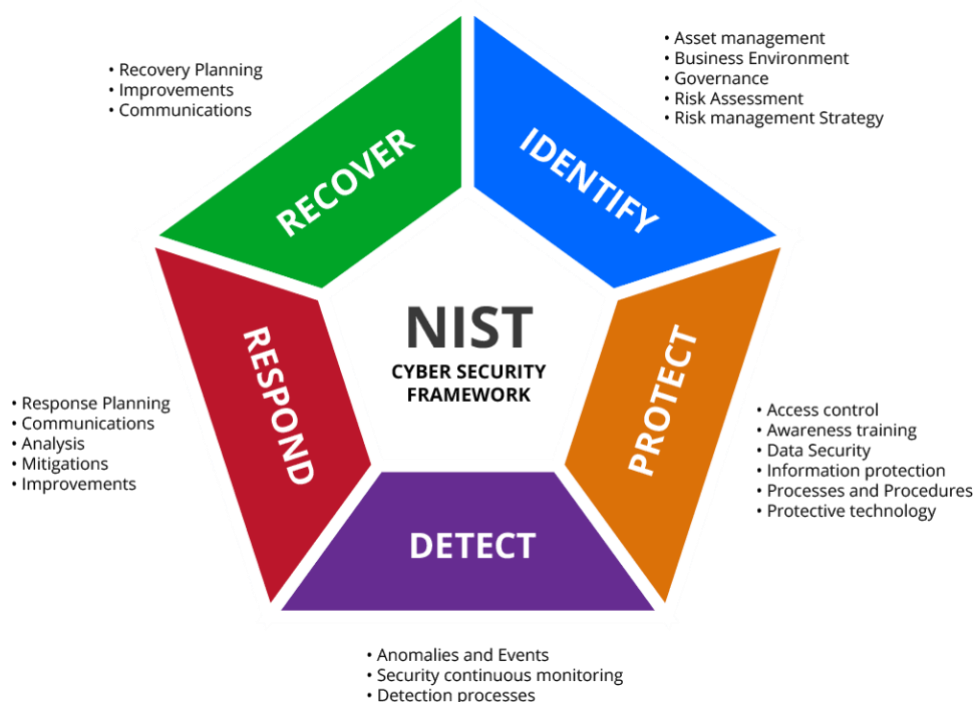 • Recovery Planning
• Improvements
• Communications
• Asset management
• Business Environment
• Governance
• Risk Assessment
• Risk management Strategy
RECOVER
IDENTIFY
NIST
CYBER SECURITY
FRAMEWORK
RESPOND
PROTECT
• Response Planning
• Communications
• Analysis
• Mitigations
• Improvements
• Access control
• Awareness training
• Data Security
• Information protection
• Processes and Procedures
• Protective technology
DETECT
• Anomalies and Events
• Security continuous monitoring
• Detection processes